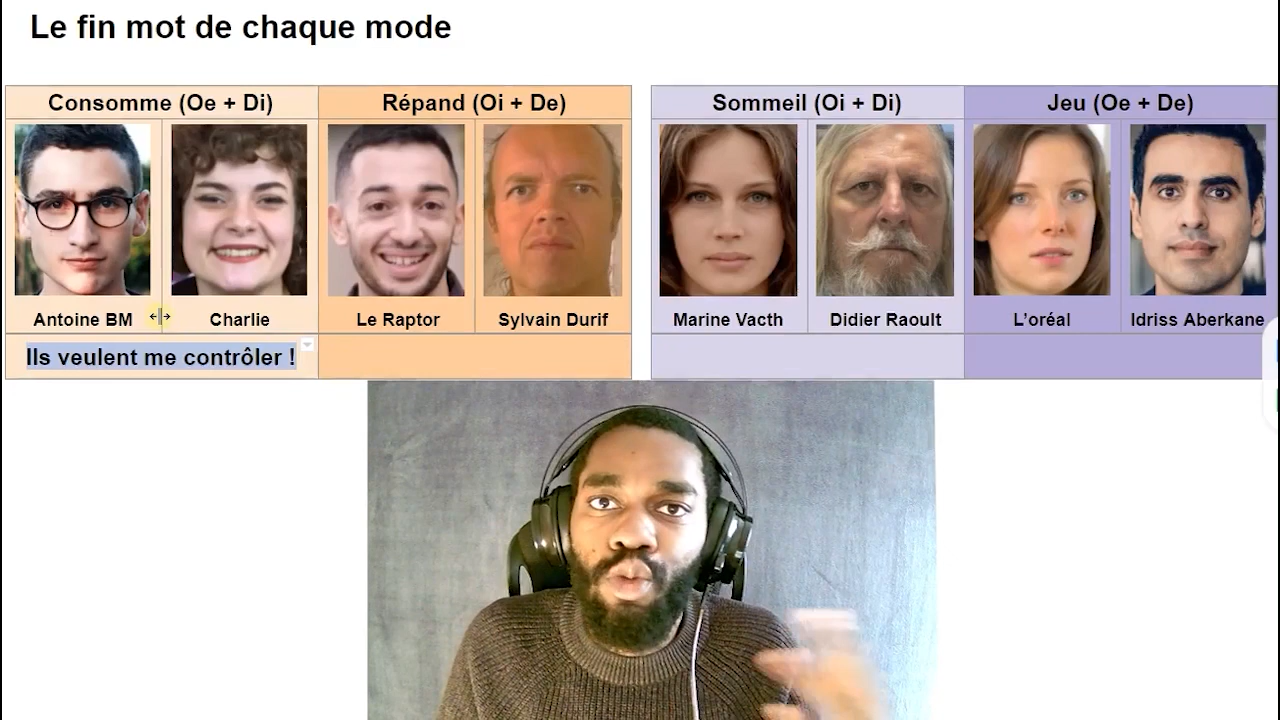 Le fin mot de chaque mode
Consomme (Oe + Di) Répand (Oi + De) Sommeil (Oi + Di) Jeu (Oe + De)
Antoine BM Charlie Le Raptor Sylvain Durif Marine Vacth Didier Raoult L'oréal Idriss Aberkane
Ils veulent me contrôler !